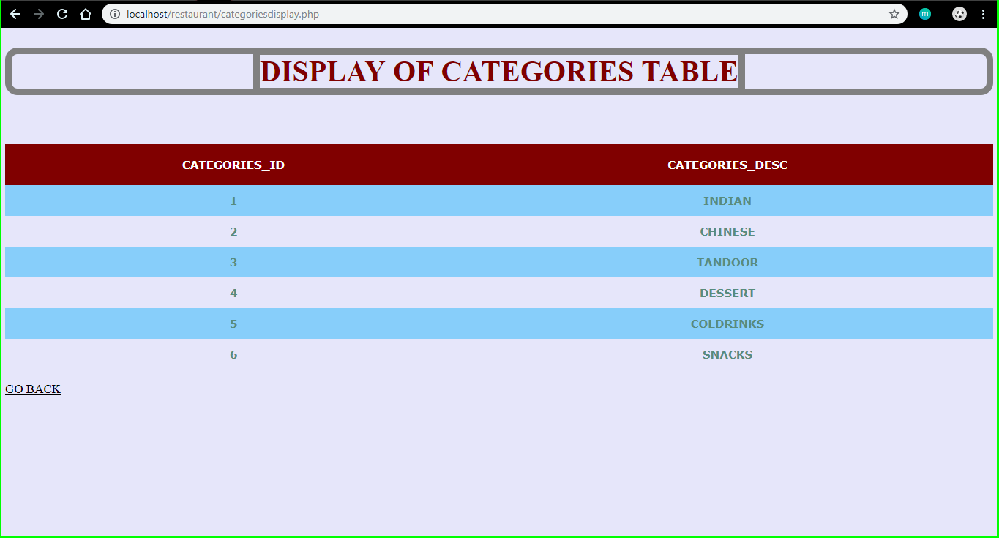 localhost/restaurant/categoriesdisplay.php
m
DISPLAY OF CATEGORIES TABLE
CATEGORIES_ID CATEGORIES_DESC
1 INDIAN
2 CHINESE
3 TANDOOR
4 DESSERT
5 COLDRINKS
6 SNACKS
GO BACK